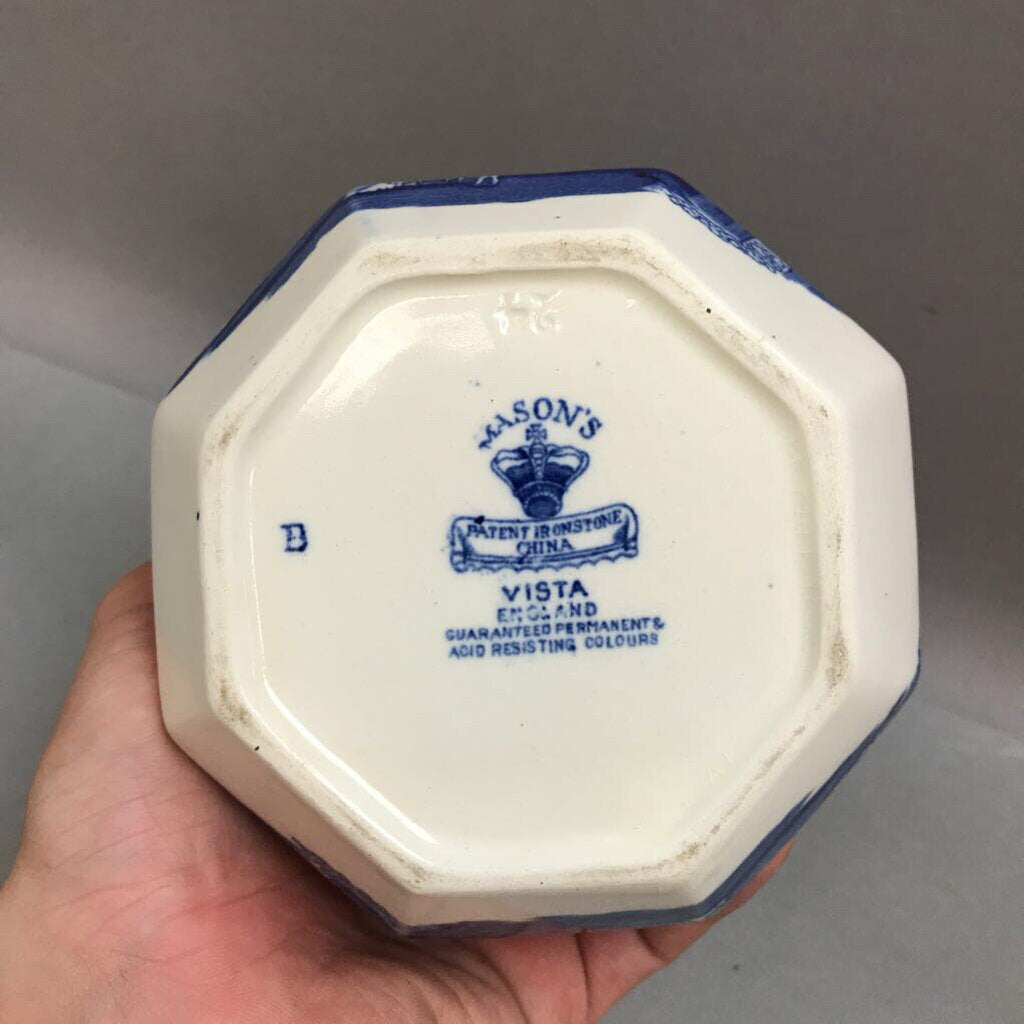 MASON'S
PATENT IRONSTONE
CHINA
VISTA
ENGLAND
GUARANTEED PERMANENT &
ACID RESISTING COLOURS
B